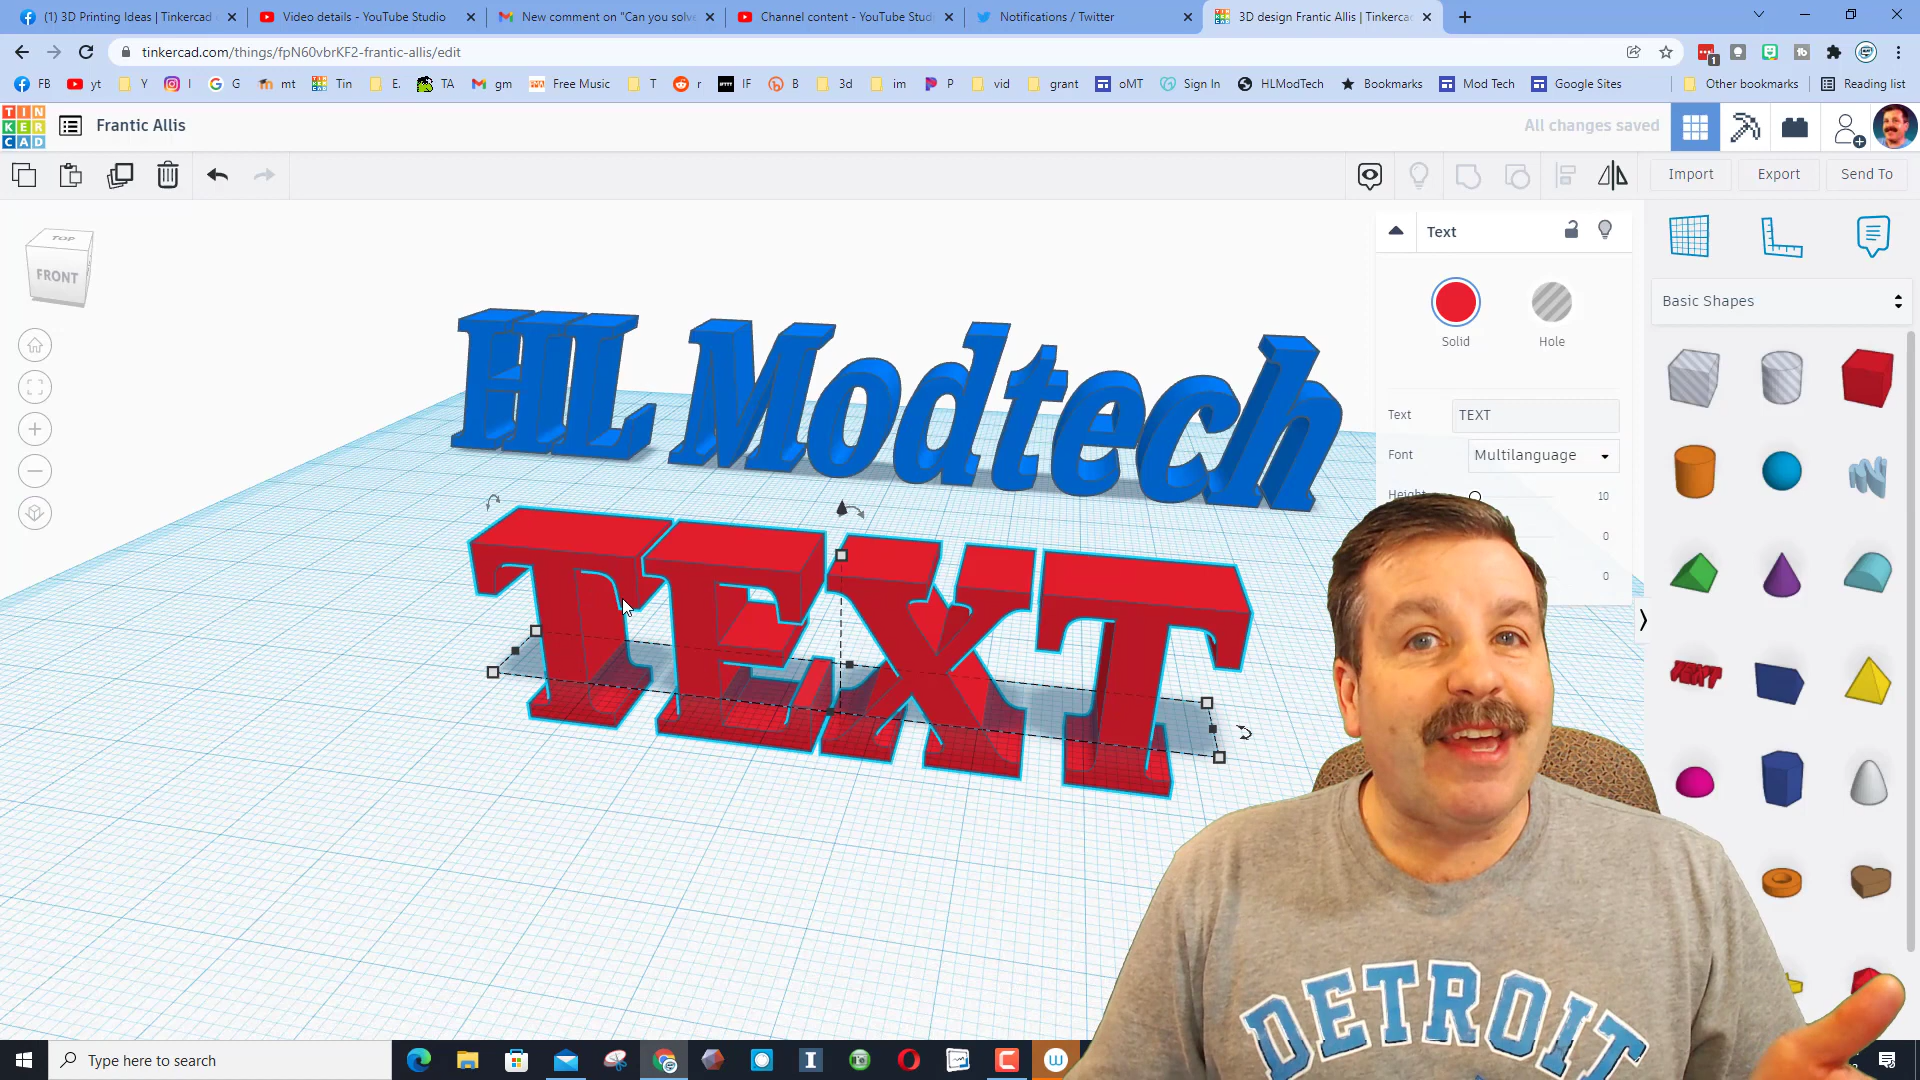 (1) 3D Printing Ideas | Tinkercad
Video details - YouTube Studio
New comment on "Can you solve
Channel content - YouTube Stud
Notifications / Twitter
3D design Frantic Allis | Tinkercad
tinkercad.com/things/fpN60vbrKF2-frantic-allis/edit
1
FB
yt
Y
I
G
mt
Tin
E.
TA
gm
Free Music
T
r
IF
B
3d
im
P
vid
grant
oMT
Sign In
HLModTech
Bookmarks
Mod Tech
Google Sites
Other bookmarks
Reading list
TIN
KER
CAD
Frantic Allis
All changes saved
Import
Export
Send To
TOP
FRONT
Text
Solid
Hole
Basic Shapes
Text
TEXT
Font
Multilanguage
Height
10
0
0
HL Modtech
TEXT
TEXT
DETROIT
Type here to search